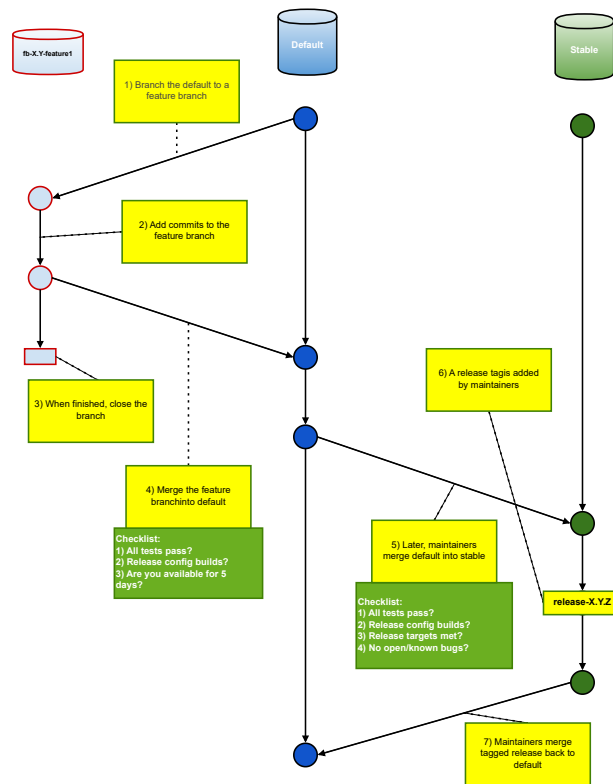 fb-X.Y-feature1
Default
Stable
1) Branch the default to a
feature branch
2) Add commits to the
feature branch
3) When finished, close the
branch
4) Merge the feature
branchinto default
Checklist:
1) All tests pass?
2) Release config builds?
3) Are you available for 5
days?
6) A release tagis added
by maintainers
5) Later, maintainers
merge default into stable
Checklist:
1) All tests pass?
2) Release config builds?
3) Release targets met?
4) No open/known bugs?
release-X.Y.Z
7) Maintainers merge
tagged release back to
default